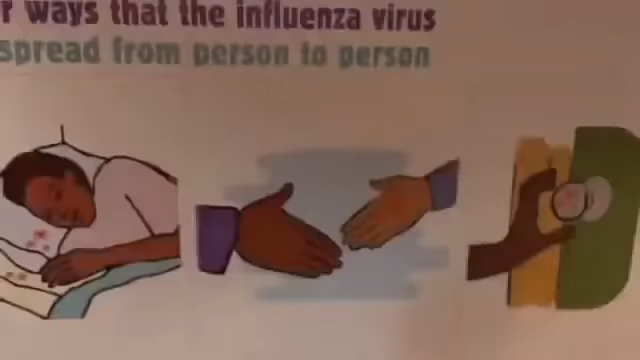 r ways that the influenza virus
spread from person to person